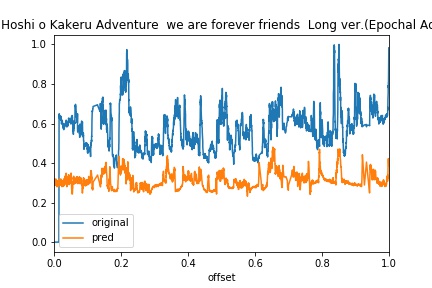 Hoshi o Kakeru Adventure  we are forever friends  Long ver.(Epochal Ad
1.0
0.8
0.6
0.4
0.2
0.0
original
pred
0.0 0.2 0.4 0.6 0.8 1.0
offset